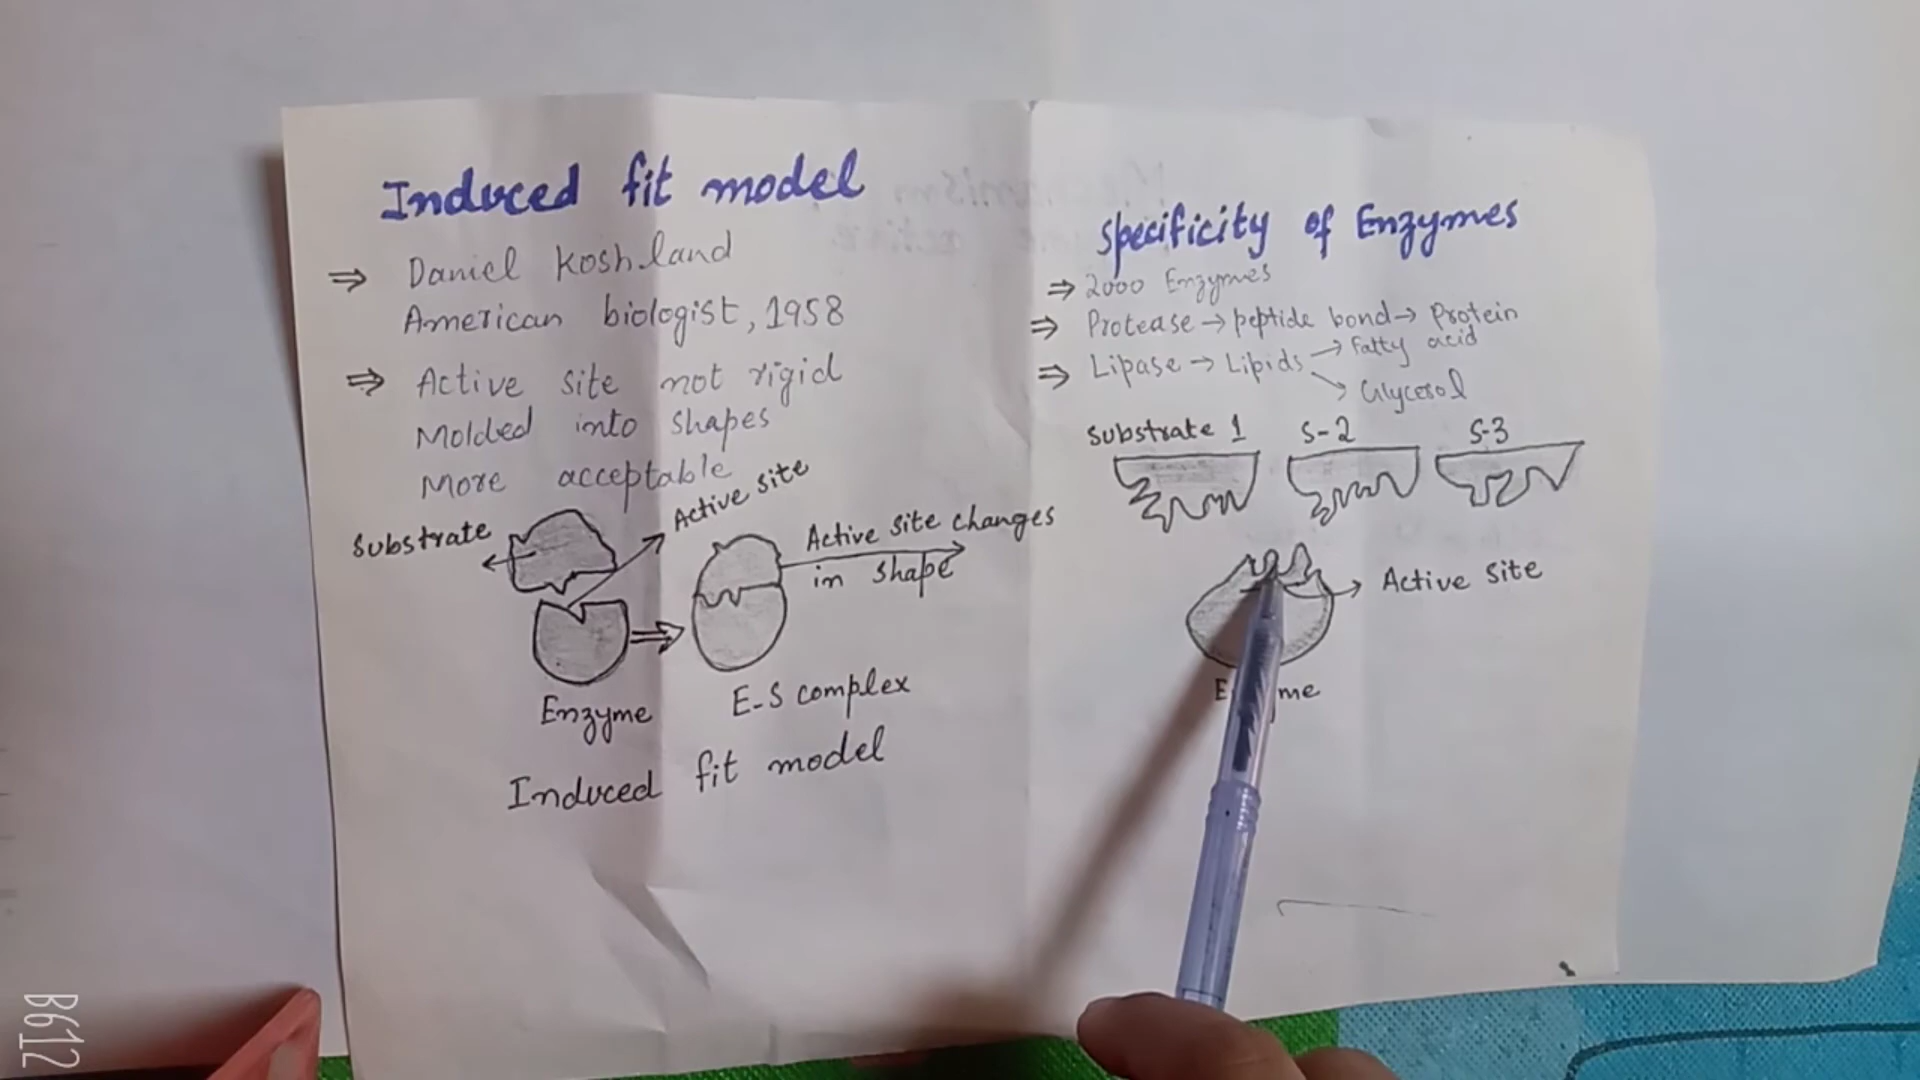 Induced fit model
⇒ Daniel Koshland
American biologist, 1958
⇒ Active site not rigid
Molded into shapes
More acceptable
Substrate
Active site
Active site changes
in shape
Enzyme
E-S complex
Induced fit model
Specificity of Enzymes
⇒ 2000 Enzymes
⇒ Protease → peptide bond → Protein
⇒ Lipase → Lipids → Fatty acid
→ Glycerol
Substrate 1 S-2 S-3
Active site
B612